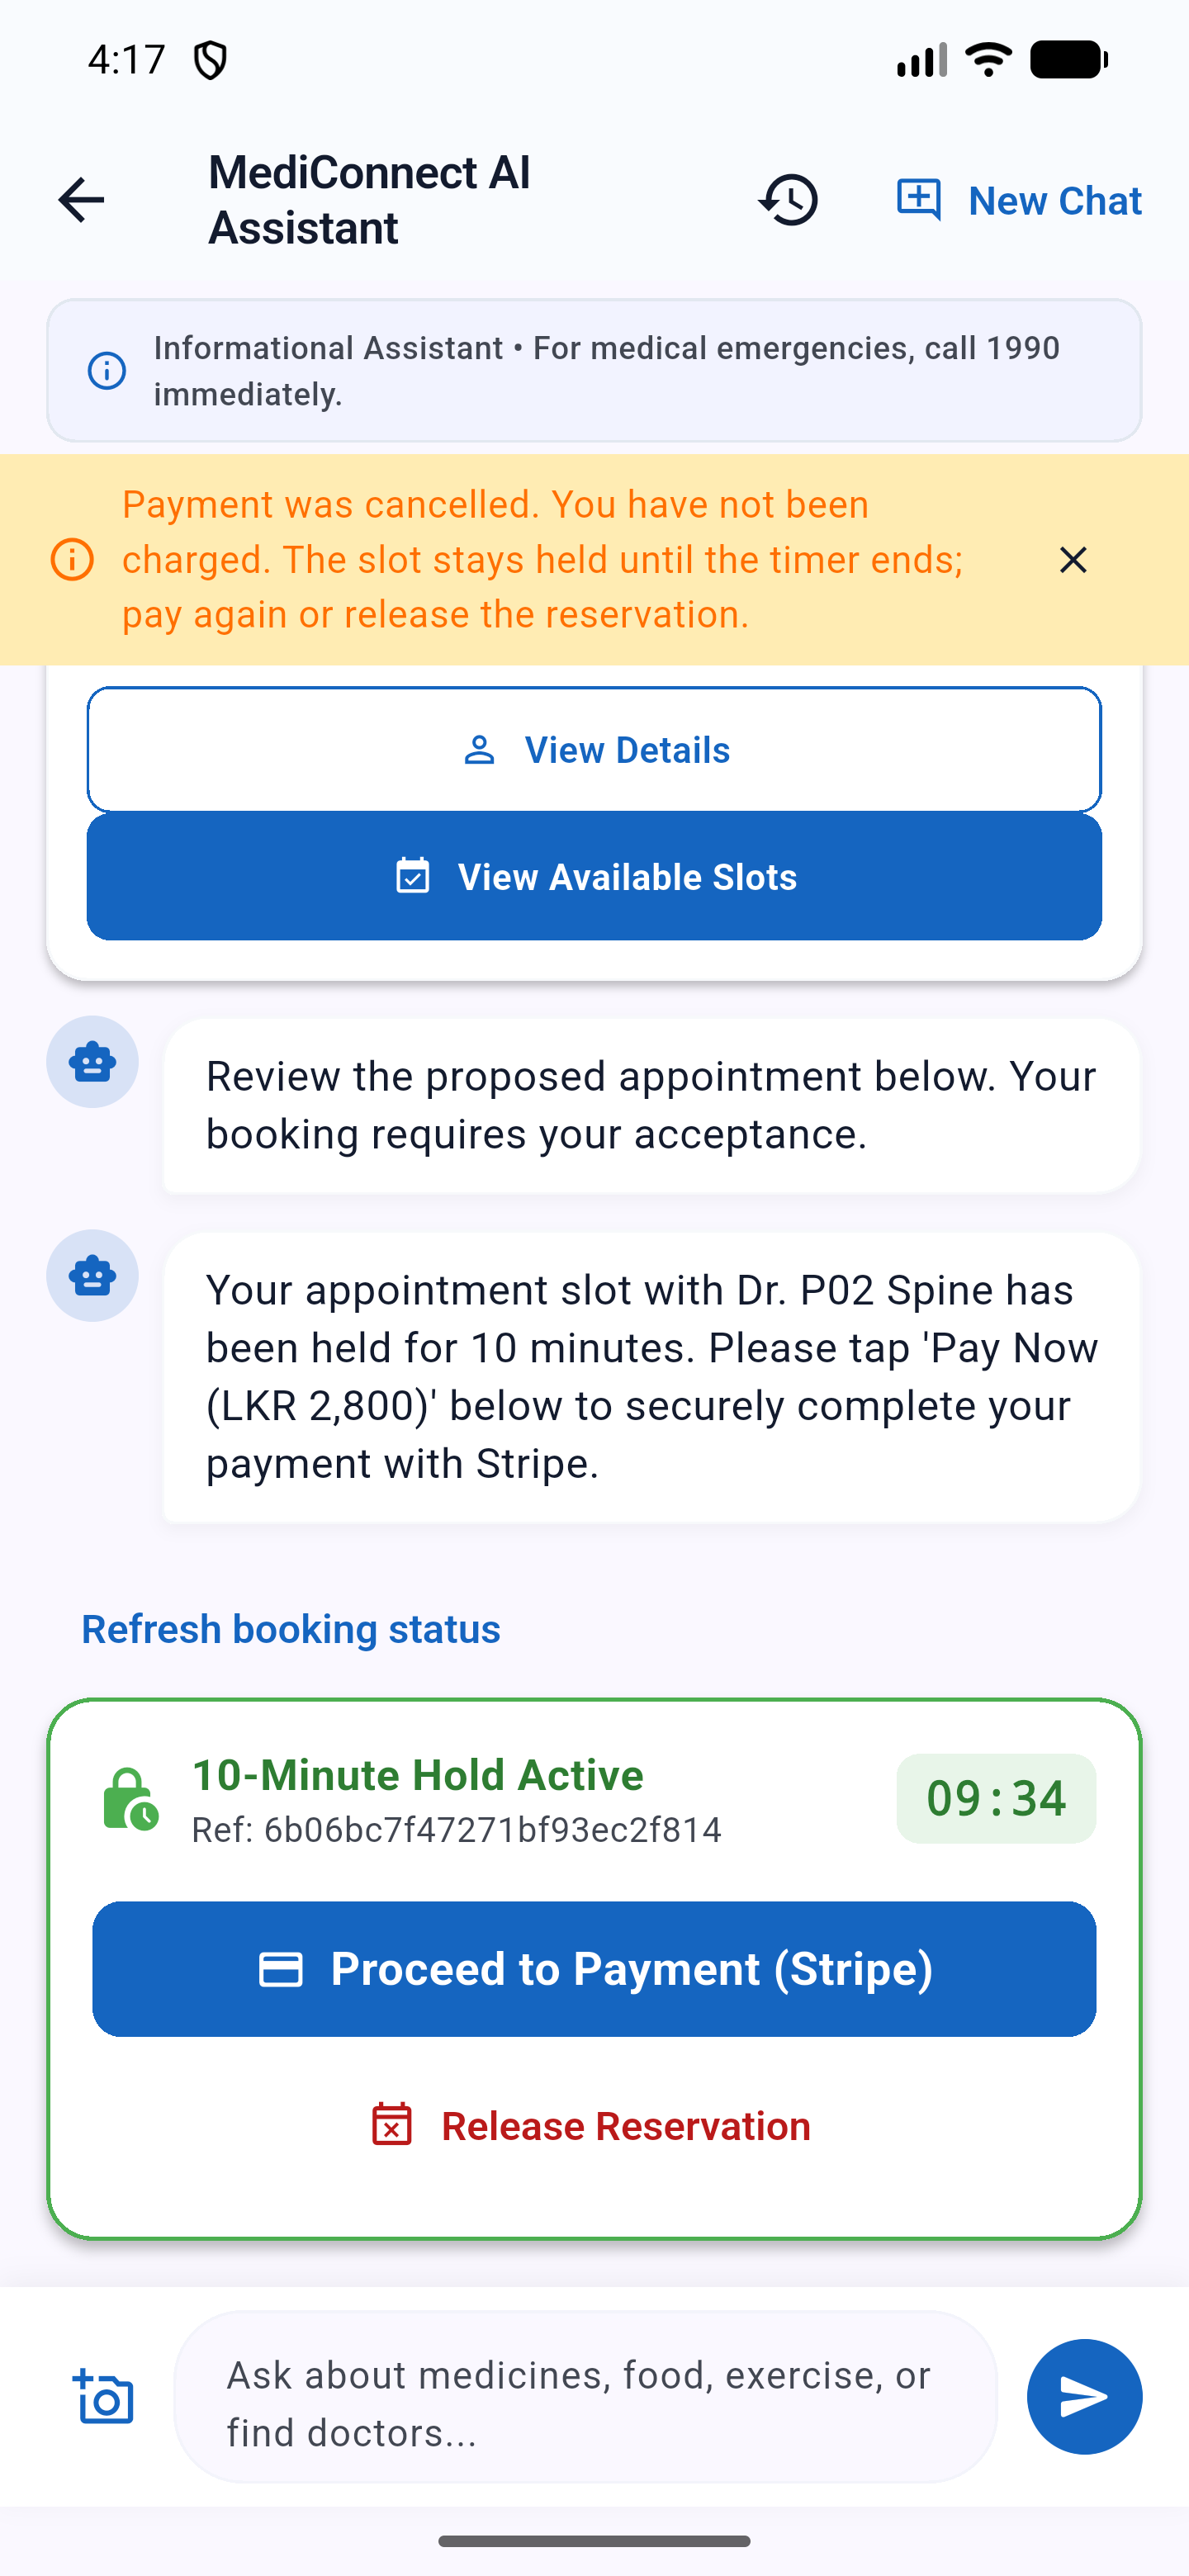 4:17
MediConnect AI
Assistant
New Chat
Informational Assistant • For medical emergencies, call 1990
immediately.
Payment was cancelled. You have not been
charged. The slot stays held until the timer ends;
pay again or release the reservation.
View Details
View Available Slots
Review the proposed appointment below. Your
booking requires your acceptance.
Your appointment slot with Dr. P02 Spine has
been held for 10 minutes. Please tap 'Pay Now
(LKR 2,800)' below to securely complete your
payment with Stripe.
Refresh booking status
10-Minute Hold Active
Ref: 6b06bc7f47271bf93ec2f814
09:34
Proceed to Payment (Stripe)
Release Reservation
Ask about medicines, food, exercise, or
find doctors...